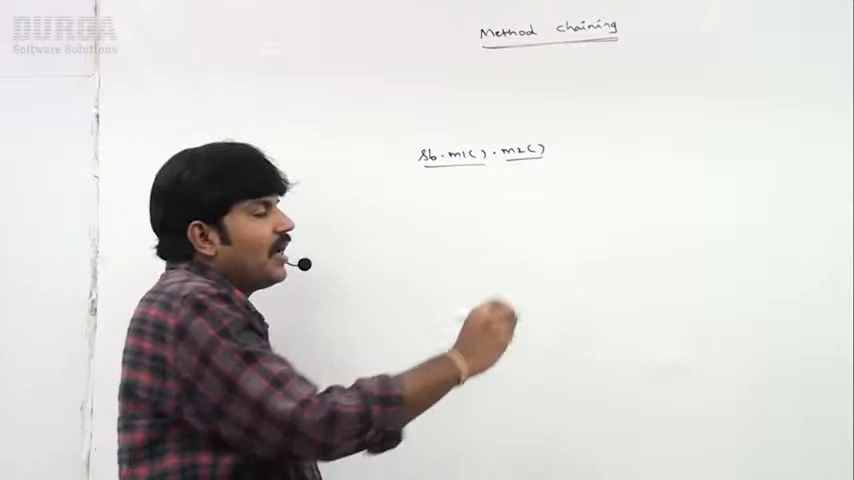 DURGA
Software Solutions
Method chaining
sb.m1().m2()